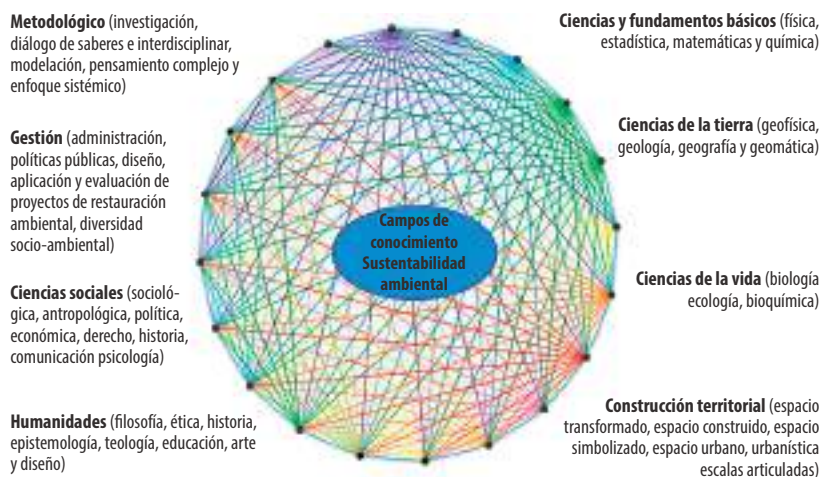 Metodológico (investigación,
diálogo de saberes e interdisciplinar,
modelación, pensamiento complejo y
enfoque sistémico)
Gestión (administración,
políticas públicas, diseño,
aplicación y evaluación de
proyectos de restauración
ambiental, diversidad
socio-ambiental)
Ciencias sociales (socioló-
gica, antropológica, política,
económica, derecho, historia,
comunicación psicología)
Humanidades (filosofía, ética, historia,
epistemología, teología, educación, arte
y diseño)
Campos de
conocimiento
Sustentabilidad
ambiental
Ciencias y fundamentos básicos (física,
estadística, matemáticas y química)
Ciencias de la tierra (geofísica,
geología, geografía y geomática)
Ciencias de la vida (biología
ecología, bioquímica)
Construcción territorial (espacio
transformado, espacio construido, espacio
simbolizado, espacio urbano, urbanística
escalas articuladas)